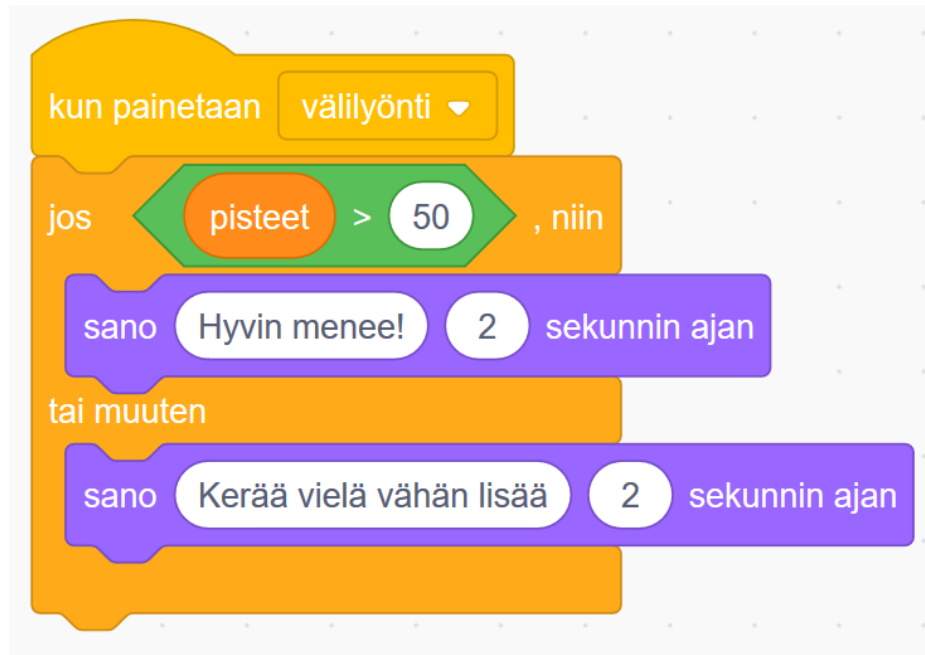 kun painetaan välilyönti
jos pisteet > 50 , niin
sano Hyvin menee! 2 sekunnin ajan
tai muuten
sano Kerää vielä vähän lisää 2 sekunnin ajan